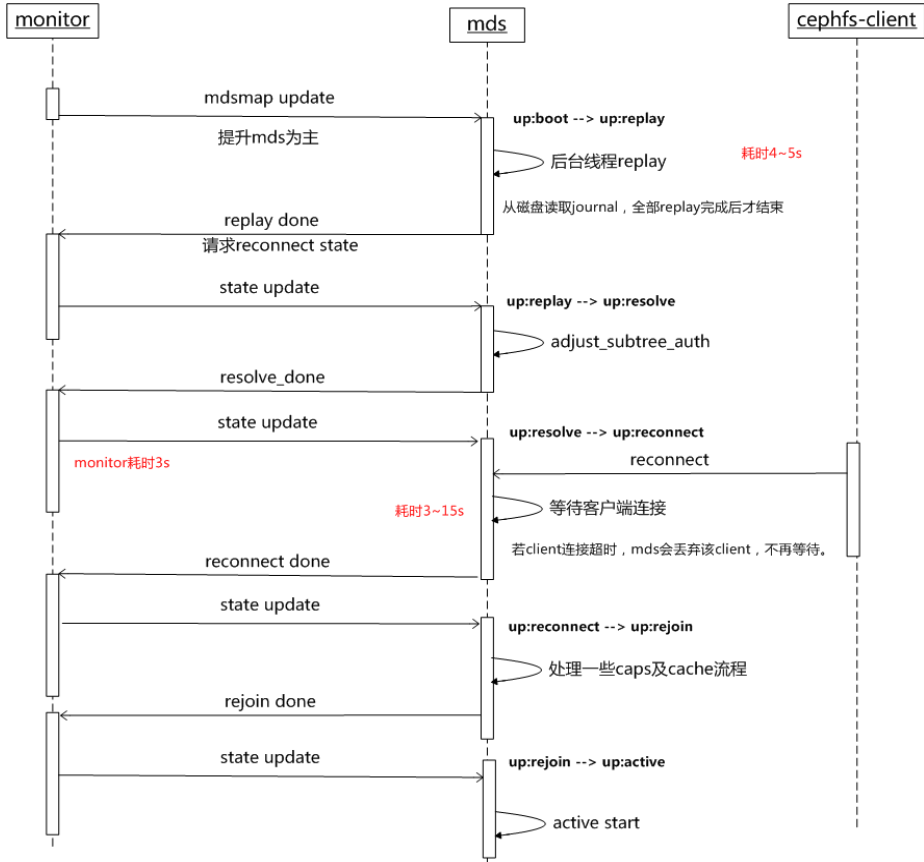 monitor
mds
cephfs-client
mdsmap update
提升mds为主
up:boot --> up:replay
后台线程replay
耗时4~5s
从磁盘读取journal，全部replay完成后才结束
replay done
请求reconnect state
state update
up:replay --> up:resolve
adjust_subtree_auth
resolve_done
state update
up:resolve --> up:reconnect
monitor耗时3s
reconnect
耗时3~15s
等待客户端连接
若client连接超时，mds会丢弃该client，不再等待。
reconnect done
state update
up:reconnect --> up:rejoin
处理一些caps及cache流程
rejoin done
state update
up:rejoin --> up:active
active start